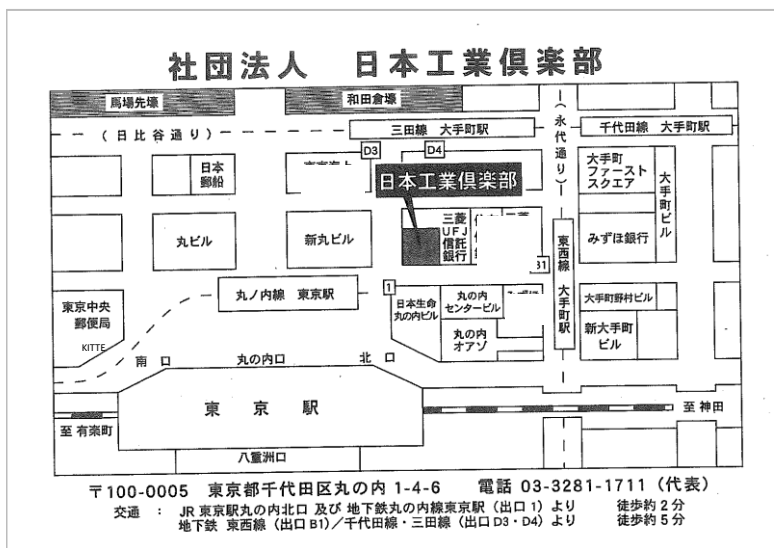 社団法人 日本工業倶楽部
馬場先壕
和田倉壕
(日比谷通り)
三田線 大手町駅
(永代通り)
千代田線 大手町駅
D3
D4
日本
郵船
日本工業倶楽部
大手町
ファースト
スクエア
大手町ビル
丸ビル
新丸ビル
三菱
UFJ
信託
銀行
東西線 大手町駅
みずほ銀行
B1
丸ノ内線 東京駅
1
東京中央
郵便局
KITTE
日本生命
丸の内ビル
丸の内
センタービル
丸の内
オアゾ
大手町野村ビル
新大手町
ビル
南口
丸の内口
北口
東京駅
至 有楽町
至 神田
八重洲口
〒100-0005 東京都千代田区丸の内 1-4-6 電話 03-3281-1711 (代表)
交通 : JR 東京駅丸の内北口 及び 地下鉄丸の内線東京駅 (出口 1) より 徒歩約 2 分
地下鉄 東西線 (出口 B1)/千代田線・三田線 (出口 D3・D4) より 徒歩約 5 分